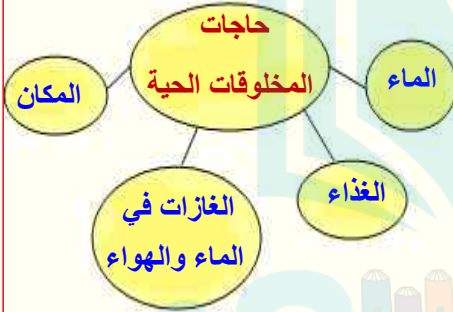 حاجات
المخلوقات الحية
الماء
المكان
الغذاء
الغازات في
الماء والهواء